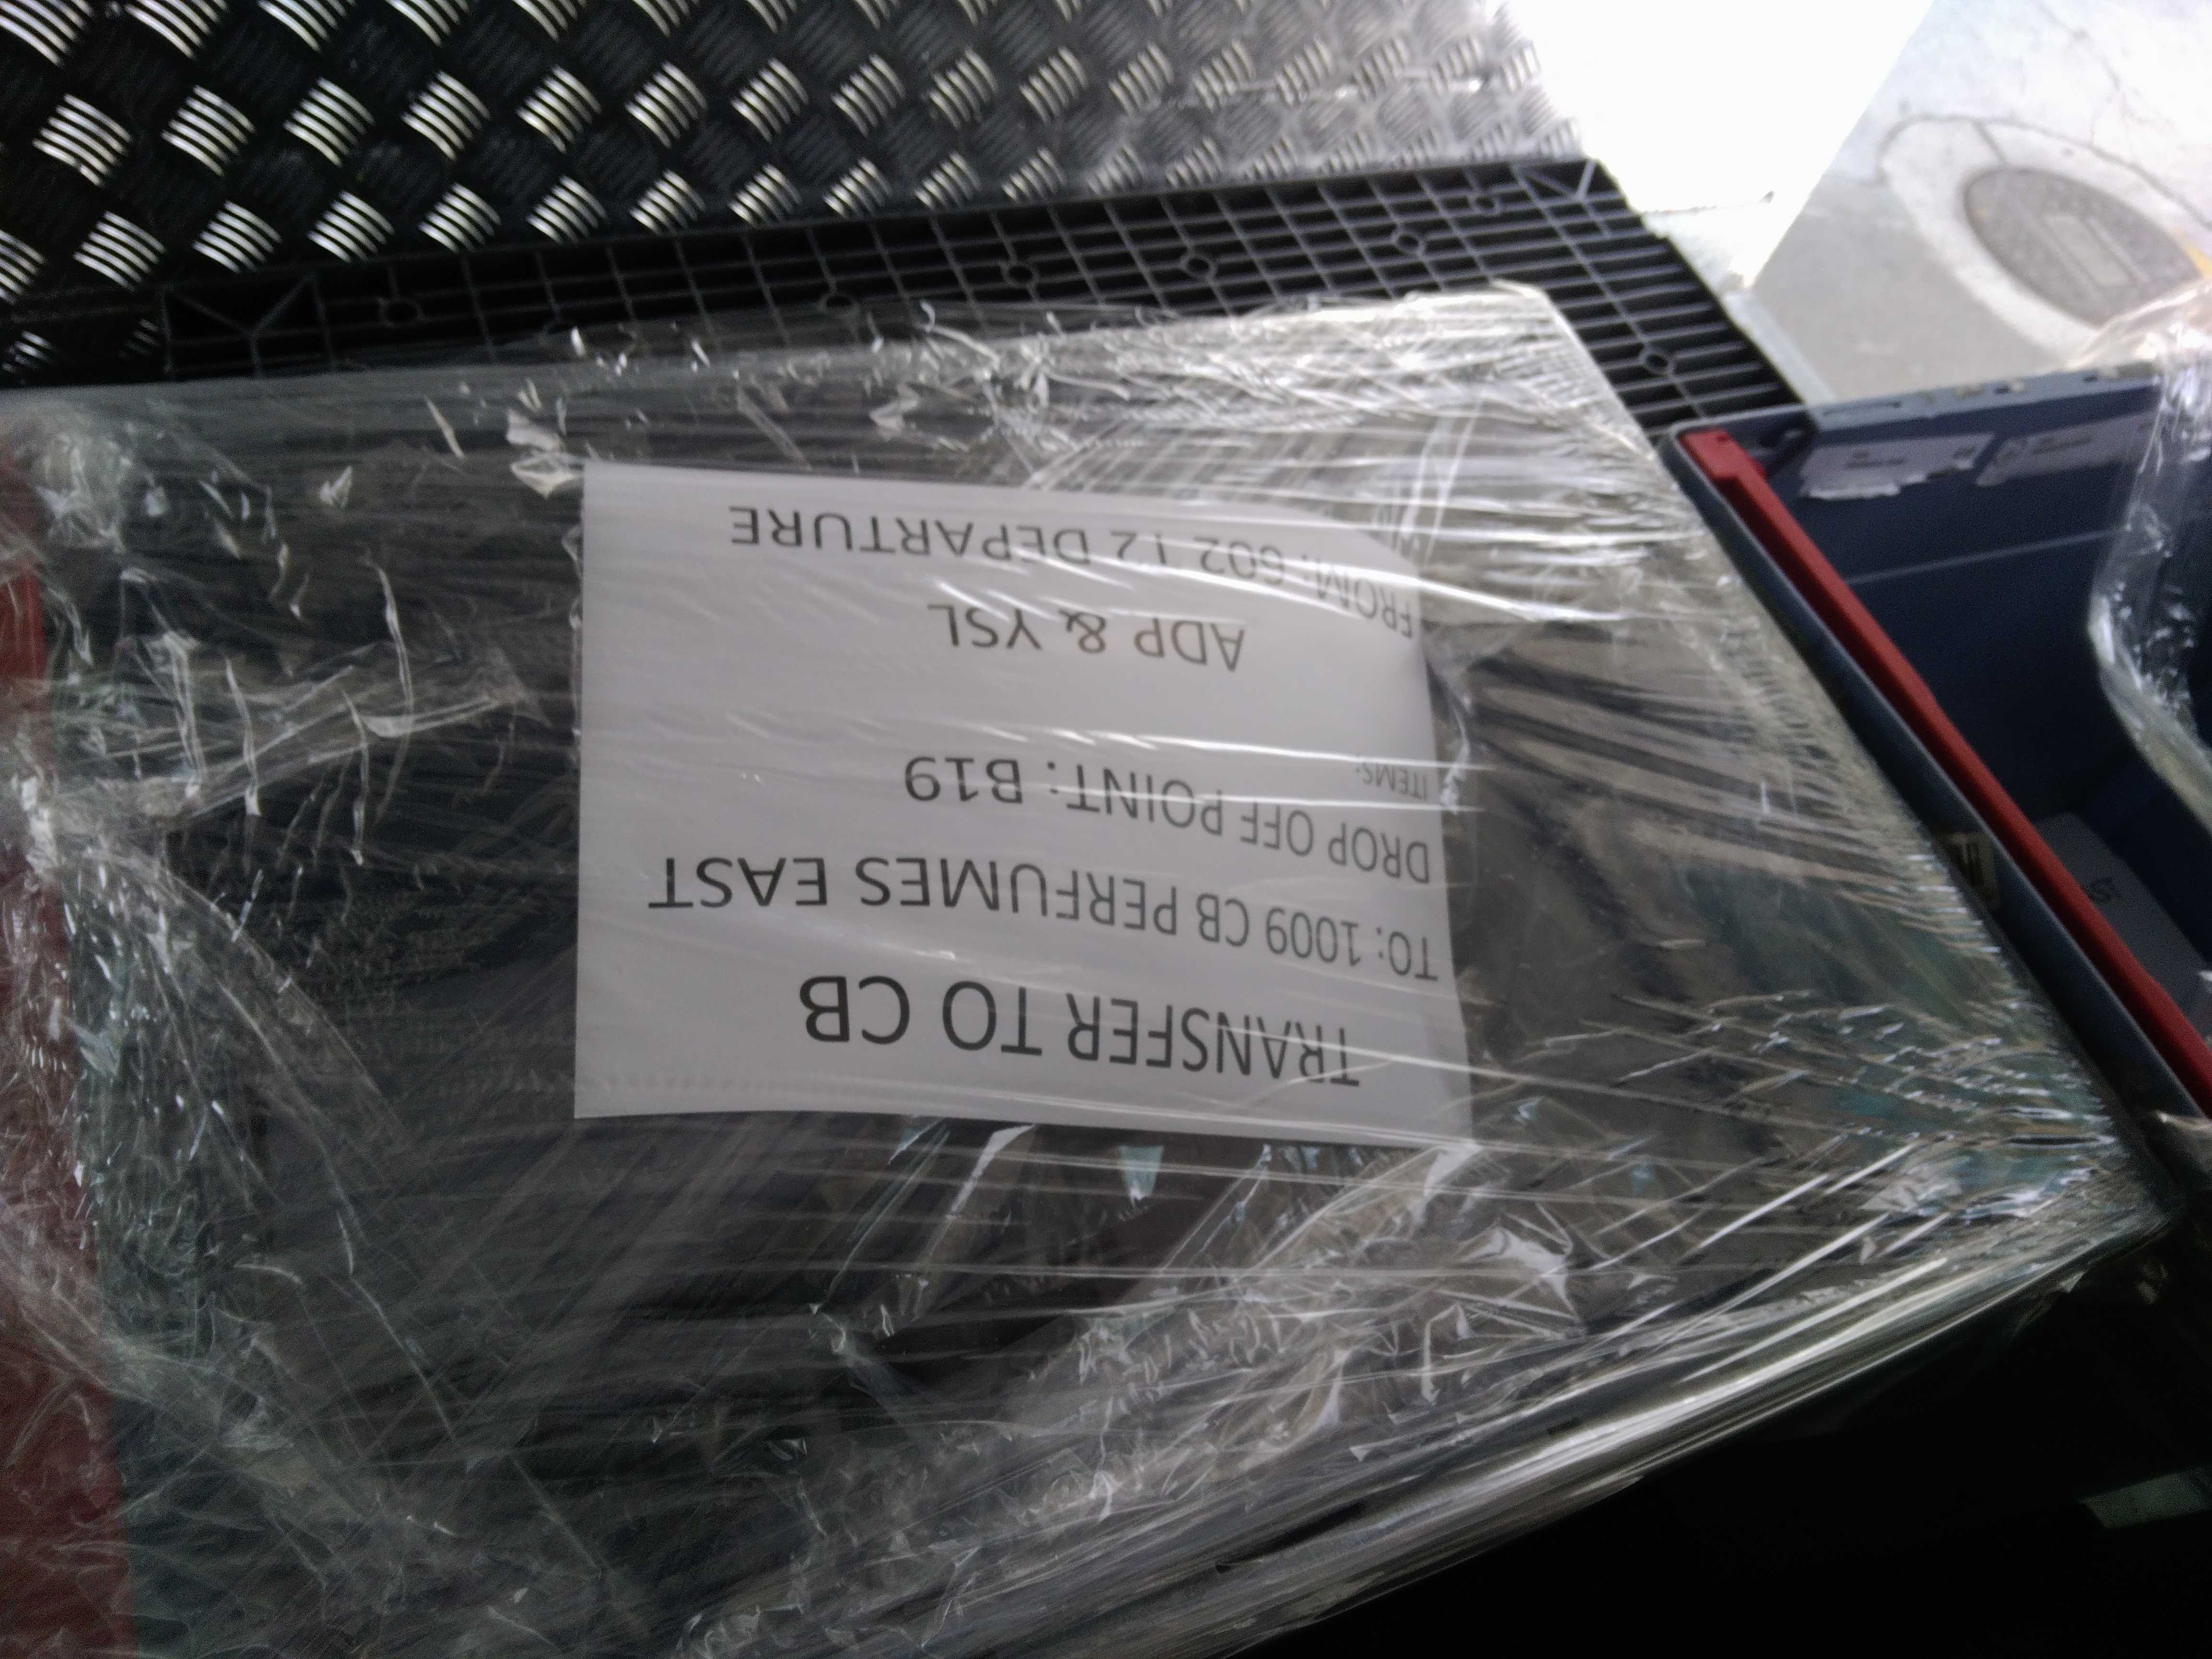 TRANSFER TO CB
TO: 1009 CB PERFUMES EAST
DROP OFF POINT: B19
ITEMS:
ADP & YSL
FROM: 602 T2 DEPARTURE